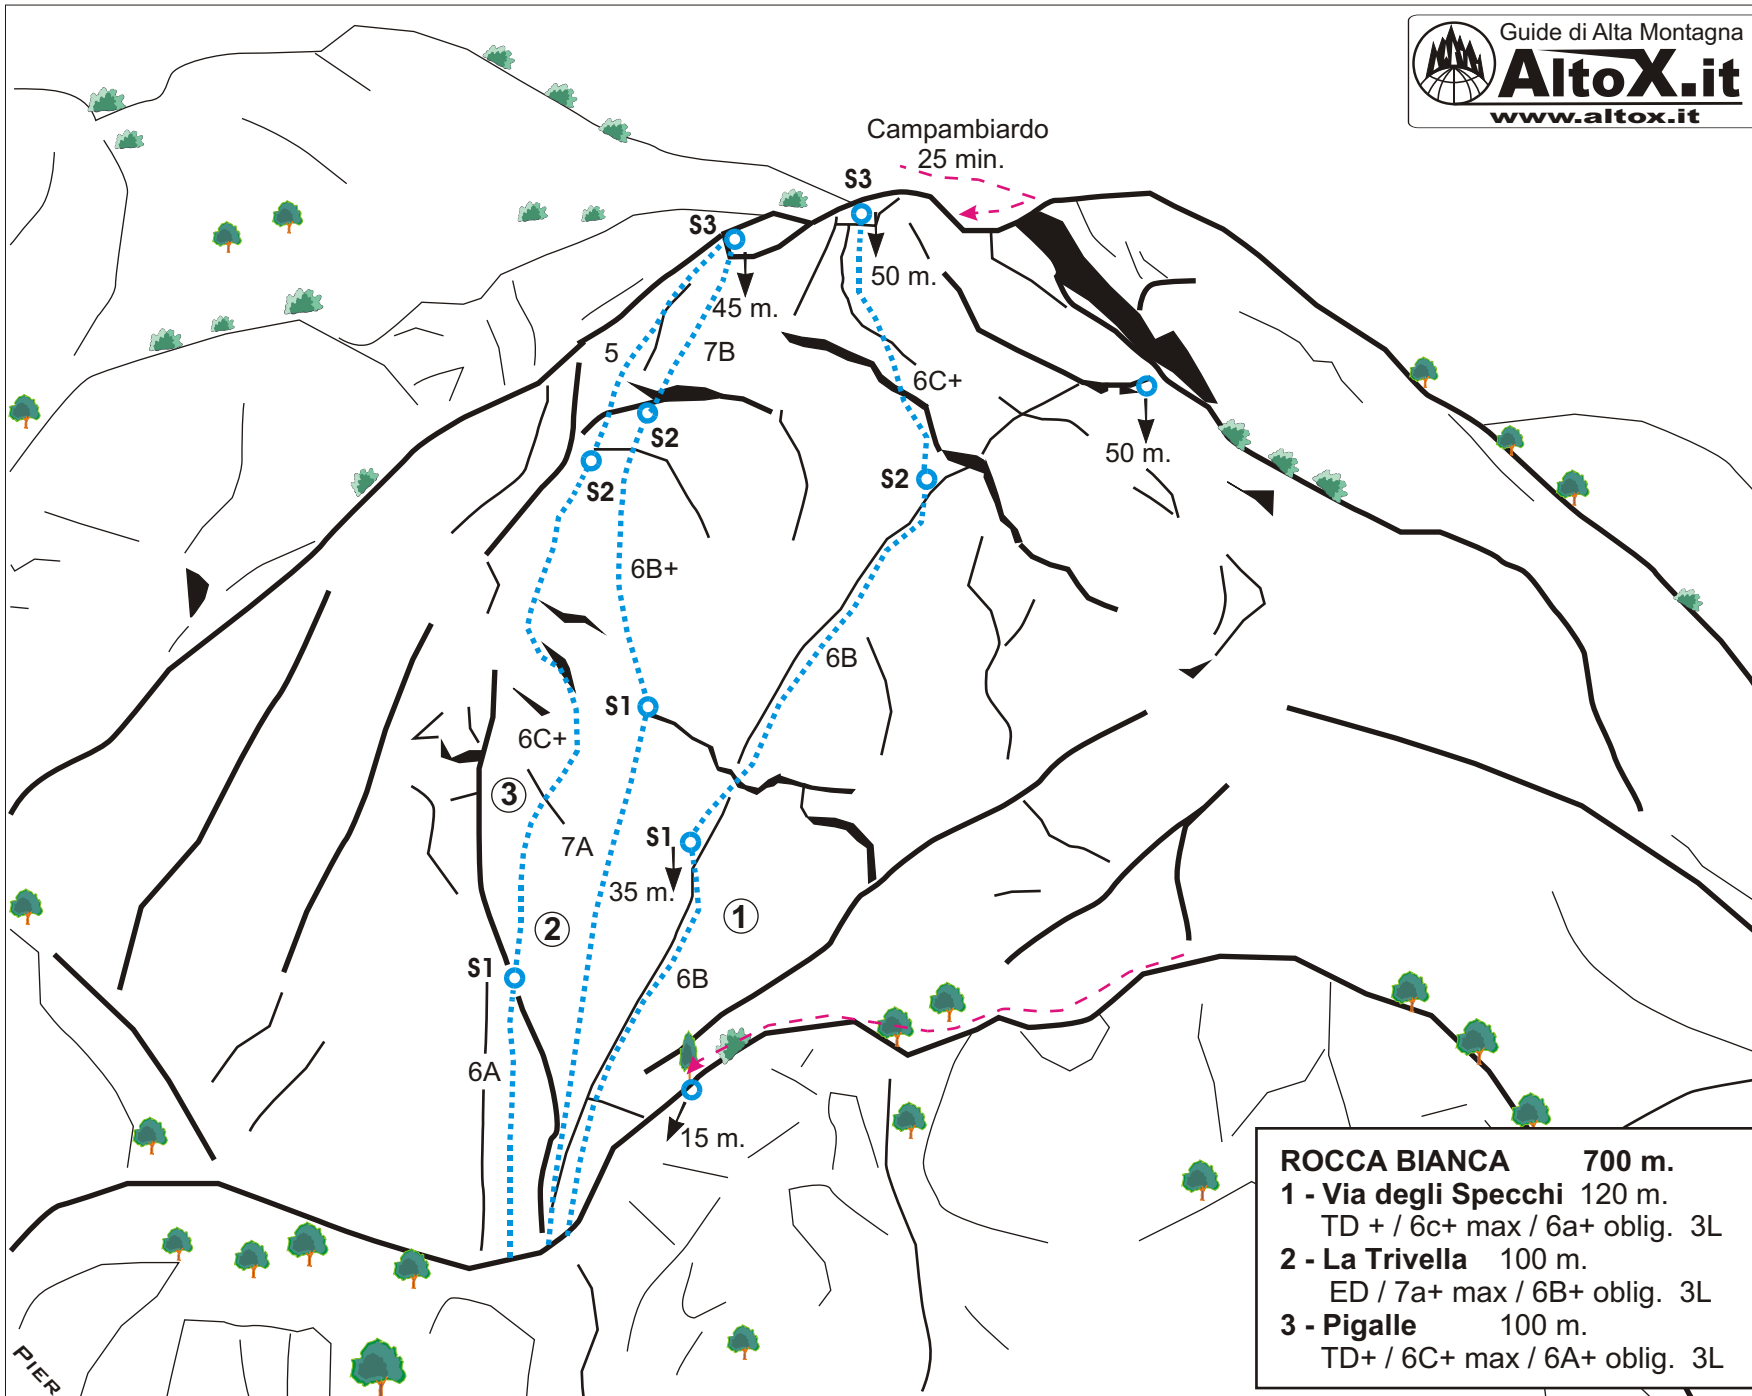 Guide di Alta Montagna
AltoX.it
www.altox.it
Campambiardo
25 min.
S3
S3
50 m.
45 m.
5
7B
6C+
S2
50 m.
S2
S2
6B+
6B
S1
6C+
3
S1
7A
35 m.
1
2
S1
6B
6A
15 m.
ROCCA BIANCA 700 m.
1 - Via degli Specchi 120 m.
TD + / 6c+ max / 6a+ oblig. 3L
2 - La Trivella 100 m.
ED / 7a+ max / 6B+ oblig. 3L
3 - Pigalle 100 m.
TD+ / 6C+ max / 6A+ oblig. 3L
PIER